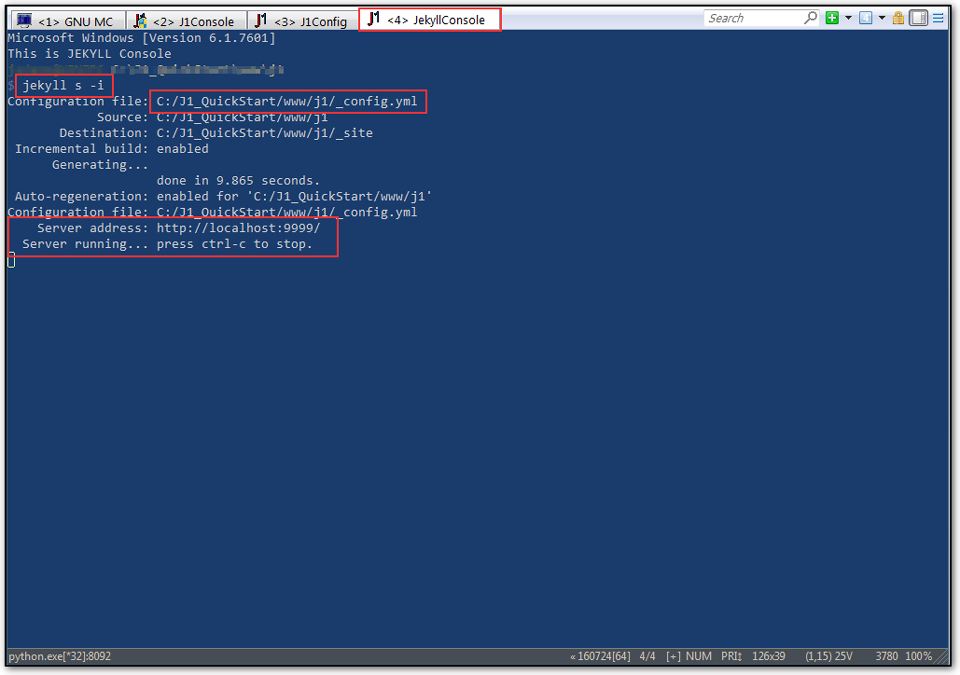 <1> GNU MC <2> J1Console <3> J1Config <4> JekyllConsole Search
Microsoft Windows [Version 6.1.7601]
This is JEKYLL Console
$ jekyll s -i
Configuration file: C:/J1_QuickStart/www/j1/_config.yml
Source: C:/J1_QuickStart/www/j1
Destination: C:/J1_QuickStart/www/j1/_site
Incremental build: enabled
Generating...
done in 9.865 seconds.
Auto-regeneration: enabled for 'C:/J1_QuickStart/www/j1'
Configuration file: C:/J1_QuickStart/www/j1/_config.yml
Server address: http://localhost:9999/
Server running... press ctrl-c to stop.
python.exe[*32]:8092 «160724[64] 4/4 [+] NUM PRI↕ 126x39 (1,15) 25V 3780 100%